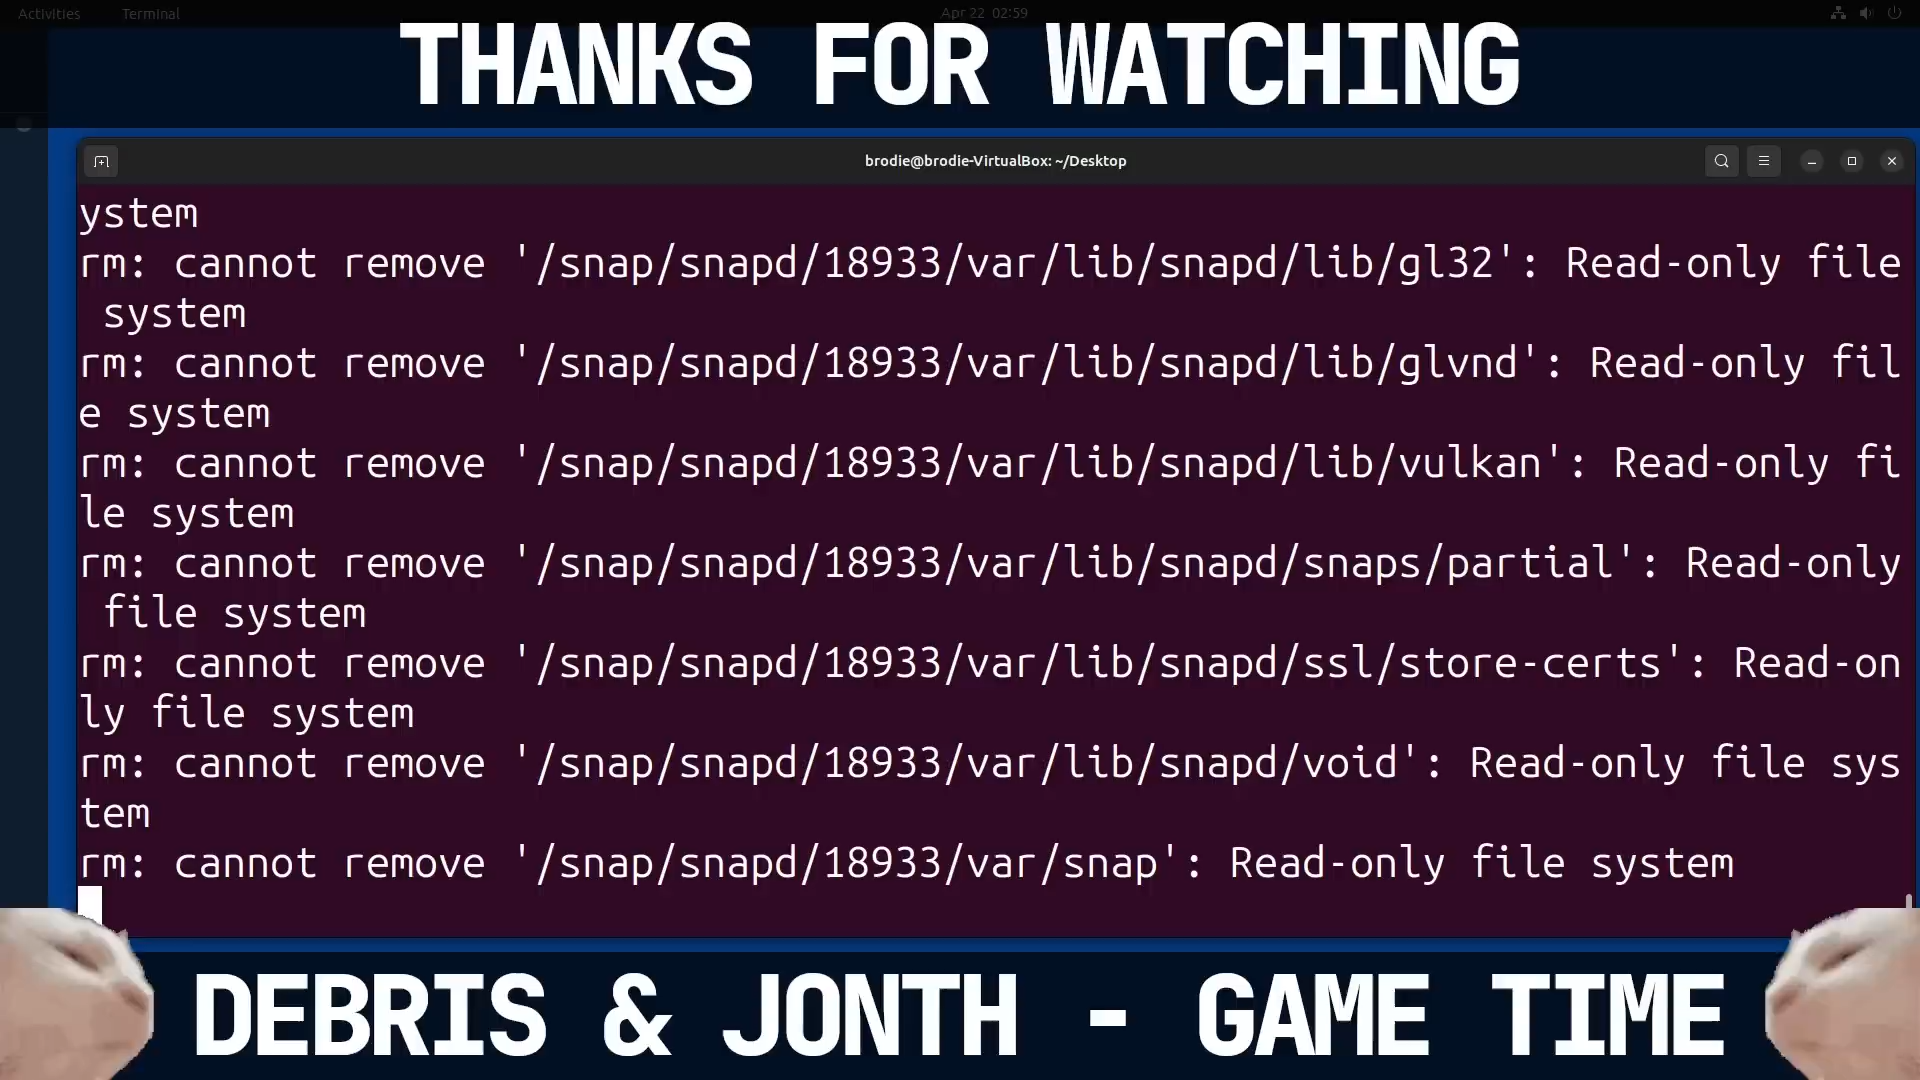 Activities Terminal Apr 22 02:59
THANKS FOR WATCHING
brodie@brodie-VirtualBox: ~/Desktop
ystem
rm: cannot remove '/snap/snapd/18933/var/lib/snapd/lib/gl32': Read-only file
 system
rm: cannot remove '/snap/snapd/18933/var/lib/snapd/lib/glvnd': Read-only fil
e system
rm: cannot remove '/snap/snapd/18933/var/lib/snapd/lib/vulkan': Read-only fi
le system
rm: cannot remove '/snap/snapd/18933/var/lib/snapd/snaps/partial': Read-only
 file system
rm: cannot remove '/snap/snapd/18933/var/lib/snapd/ssl/store-certs': Read-on
ly file system
rm: cannot remove '/snap/snapd/18933/var/lib/snapd/void': Read-only file sys
tem
rm: cannot remove '/snap/snapd/18933/var/snap': Read-only file system
DEBRIS & JONTH - GAME TIME